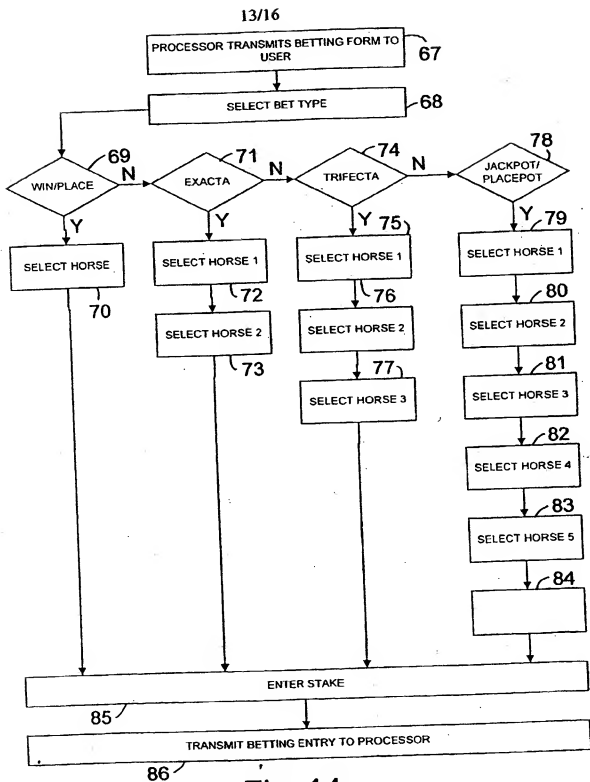 13/16
PROCESSOR TRANSMITS BETTING FORM TO
USER
67
SELECT BET TYPE
68
69
WIN/PLACE
N
71
EXACTA
N
74
TRIFECTA
N
78
JACKPOT/
PLACEPOT
Y
Y
Y
Y
SELECT HORSE
70
SELECT HORSE 1
72
SELECT HORSE 2
73
75
SELECT HORSE 1
76
SELECT HORSE 2
77
SELECT HORSE 3
79
SELECT HORSE 1
80
SELECT HORSE 2
81
SELECT HORSE 3
82
SELECT HORSE 4
83
SELECT HORSE 5
84
ENTER STAKE
85
TRANSMIT BETTING ENTRY TO PROCESSOR
86
Fig.